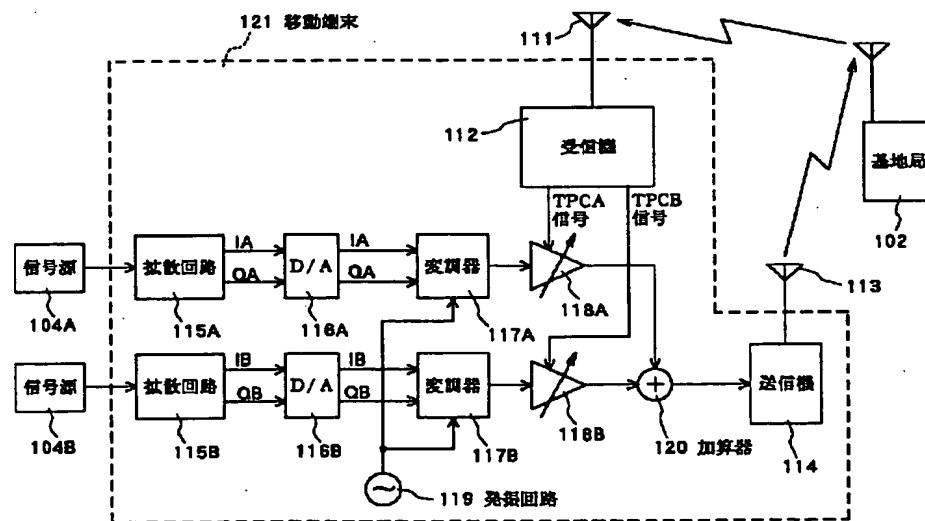 121 移動端末
111
112
受信機
基地局
102
TPCA
信号
TPCB
信号
信号源
104A
拡散回路
115A
IA
QA
D/A
116A
IA
QA
変調器
117A
118A
113
信号源
104B
拡散回路
115B
IB
QB
D/A
116B
IB
QB
変調器
117B
118B
120 加算器
送信機
114
119 発振回路